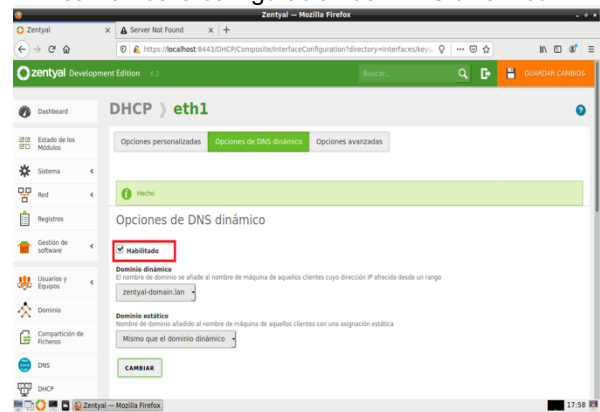 Zentyal — Mozilla Firefox
Zentyal
Server Not Found
https://localhost:8443/DHCP/Composite/InterfaceConfiguration?directory=Interfaces/keys/
zentyal Development Edition 6.2
Buscar...
GUARDAR CAMBIOS
Dashboard
Estado de los
Módulos
Sistema
Red
Registros
Gestión de
software
Usuarios y
Equipos
Dominio
Compartición de
Ficheros
DNS
DHCP
DHCP eth1
Opciones personalizadas
Opciones de DNS dinámico
Opciones avanzadas
Hecho
Opciones de DNS dinámico
Habilitado
Dominio dinámico
El nombre de dominio se añade al nombre de máquina de aquellos clientes cuyo dirección IP ofrecida desde un rango
zentyal-domain.lan
Dominio estático
Nombre de dominio añadido al nombre de máquina de aquellos clientes con una asignación estática
Mismo que el dominio dinámico
CAMBIAR
Zentyal — Mozilla Firefox
17:58